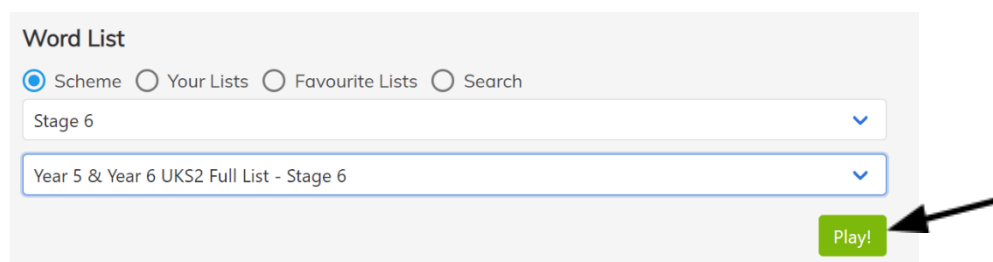 Word List
Scheme Your Lists Favourite Lists Search
Stage 6
Year 5 & Year 6 UKS2 Full List - Stage 6
Play!